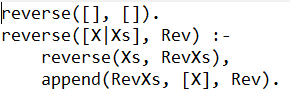 reverse([], []).
reverse([X|Xs], Rev) :-
    reverse(Xs, RevXs),
    append(RevXs, [X], Rev).